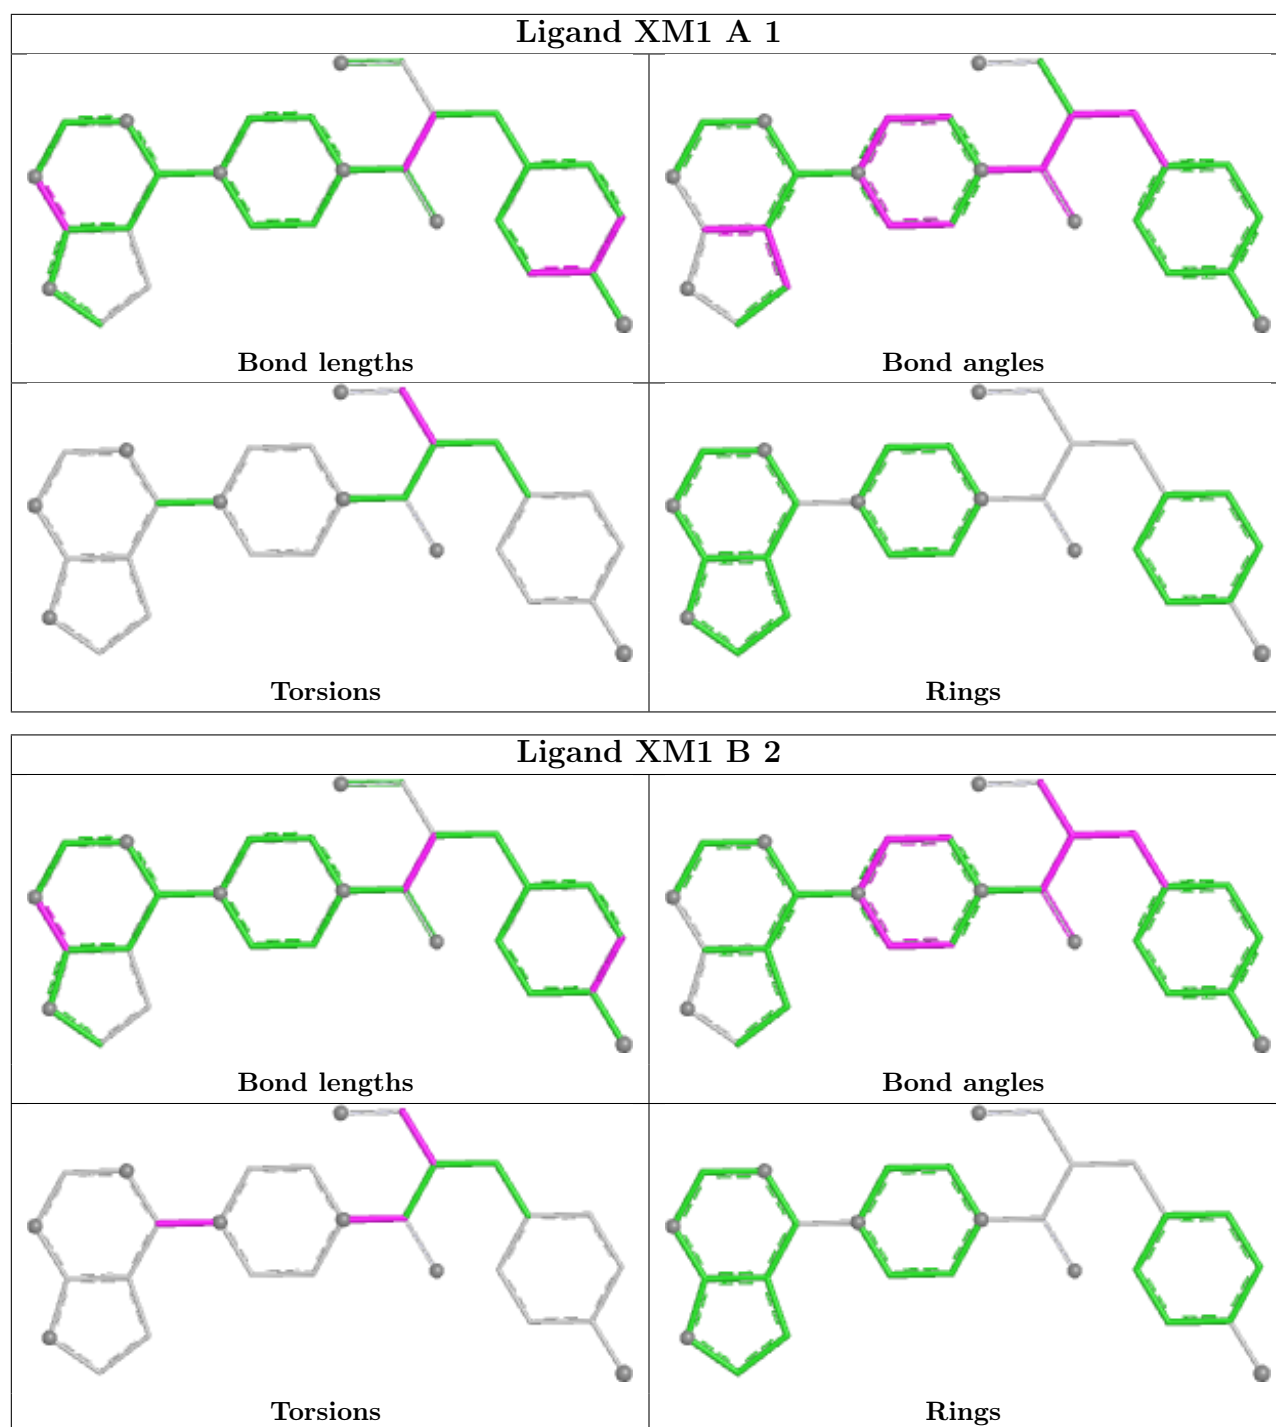 Ligand XM1 A 1
Bond lengths
Bond angles
Torsions
Rings
Ligand XM1 B 2
Bond lengths
Bond angles
Torsions
Rings